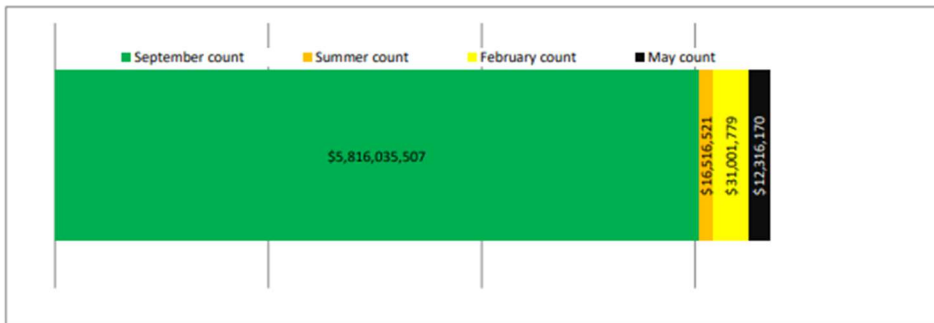 September count
Summer count
February count
May count
$5,816,035,507
$16,516,521
$31,001,779
$12,316,170